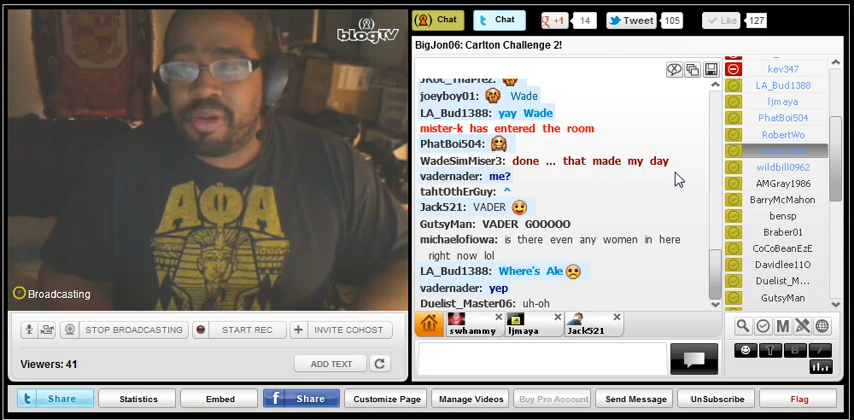 blogTV
ΑΦΑ
Broadcasting
STOP BROADCASTING
START REC
INVITE COHOST
Viewers: 41
ADD TEXT
Chat
Chat
+1
14
Tweet
105
Like
127
BigJon06: Carlton Challenge 2!
JRoc_ThaPrez:
joeyboy01: Wade
LA_Bud1388: yay Wade
mister-k has entered the room
PhatBoi504:
WadeSimMiser3: done ... that made my day
vadernader: me?
tahtOthErGuy: ^
Jack521: VADER
GutsyMan: VADER GOOOOO
michaelofiowa: is there even any women in here
right now lol
LA_Bud1388: Where's Ale
vadernader: yep
Duelist_Master06: uh-oh
swhammy
ljmaya
Jack521
kev347
LA_Bud1388
ljmaya
PhatBoi504
RobertWo
wildbill0962
AMGray1986
BarryMcMahon
bensp
Braber01
CoCoBeanEzE
Davidlee11O
Duelist_M...
GutsyMan
M
T
B
I
Share
Statistics
Embed
f Share
Customize Page
Manage Videos
Buy Pro Account
Send Message
UnSubscribe
Flag